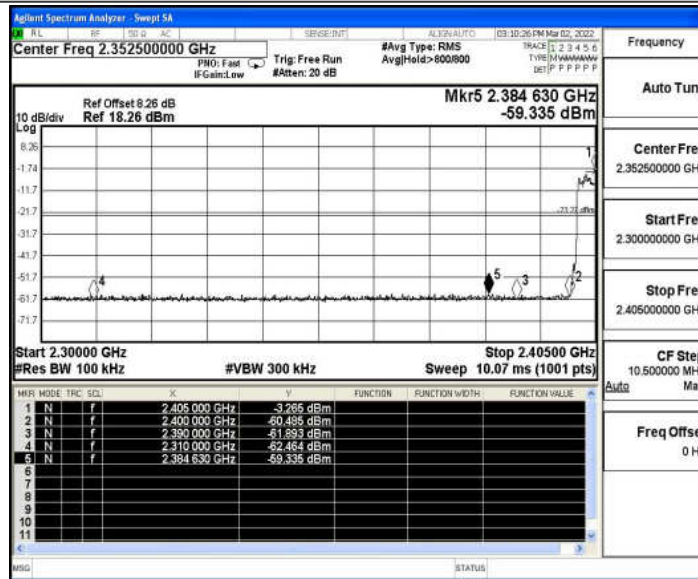 Agilent Spectrum Analyzer - Swept SA
RL RF 50 Ω AC SENSE:INT ALIGN AUTO 03:10:26 PM Mar 02, 2022
Center Freq 2.352500000 GHz #Avg Type: RMS TRACE 1 2 3 4 5 6
PNO: Fast Trig: Free Run Avg|Hold>800/800 TYPE M
IFGain:Low #Atten: 20 dB DET P P P P P P
Ref Offset 8.26 dB Mkr5 2.384 630 GHz
10 dB/div Ref 18.26 dBm -59.335 dBm
Log
8.26
-1.74
-11.7
-21.7
-31.7
-41.7
-51.7
-61.7
-71.7
1
4
5
3
2
Start 2.30000 GHz Stop 2.40500 GHz
#Res BW 100 kHz #VBW 300 kHz Sweep 10.07 ms (1001 pts)
MKR MODE TRC SCL X Y FUNCTION FUNCTION WIDTH FUNCTION VALUE
1 N f 2.405 000 GHz -3.265 dBm
2 N f 2.400 000 GHz -60.485 dBm
3 N f 2.390 000 GHz -61.893 dBm
4 N f 2.310 000 GHz -62.464 dBm
5 N f 2.384 630 GHz -59.335 dBm
6
7
8
9
10
11
MSG STATUS
Frequency
Auto Tun
Center Fre
2.352500000 GH
Start Fre
2.300000000 GH
Stop Fre
2.405000000 GH
CF Ste
10.500000 MH
Auto Ma
Freq Offse
0 H